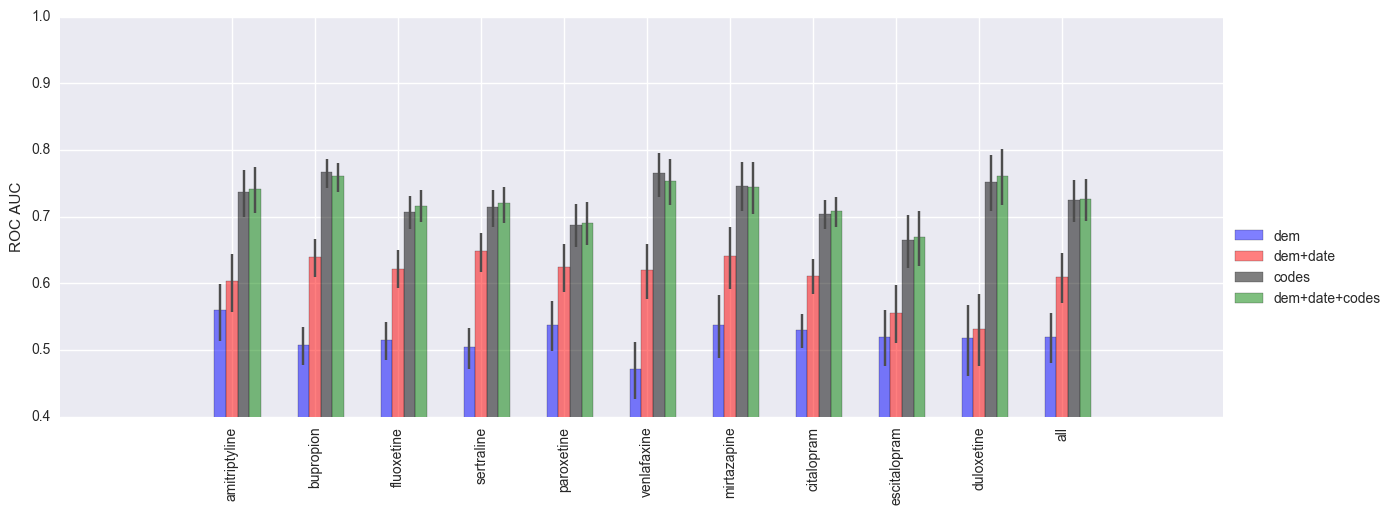 1.0
0.9
0.8
0.7
0.6
0.5
0.4
ROC AUC
amitriptyline
bupropion
fluoxetine
sertraline
paroxetine
venlafaxine
mirtazapine
citalopram
escitalopram
duloxetine
all
dem
dem+date
codes
dem+date+codes